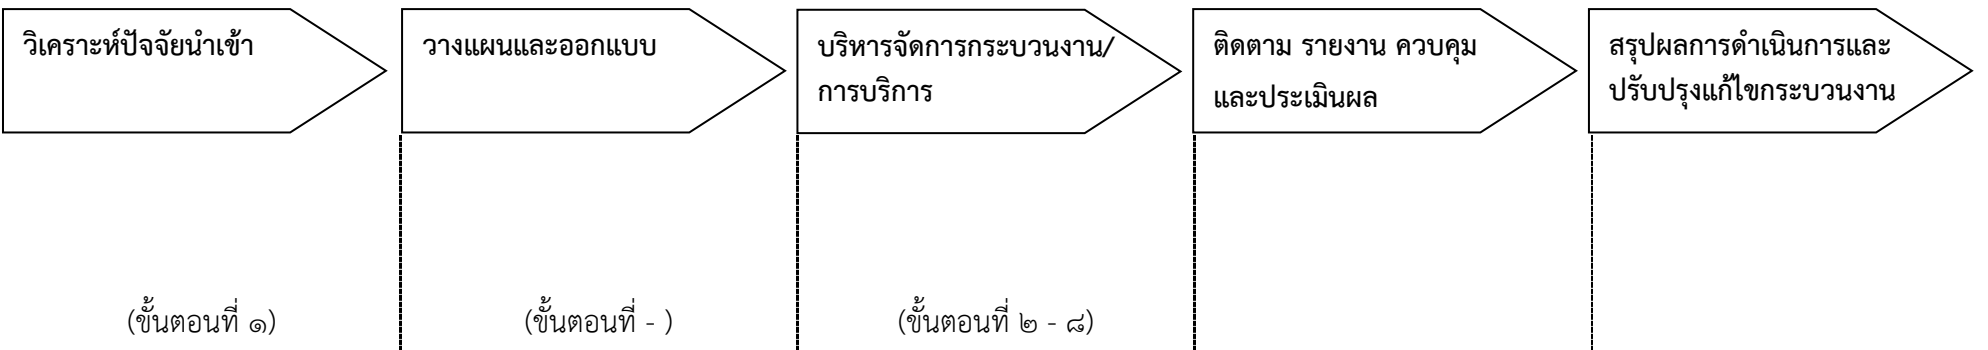 วิเคราะห์ปัจจัยนำเข้า
วางแผนและออกแบบ
บริหารจัดการกระบวนงาน/
การบริการ
ติดตาม รายงาน ควบคุม
และประเมินผล
สรุปผลการดำเนินการและ
ปรับปรุงแก้ไขกระบวนงาน
(ขั้นตอนที่ ๑)
(ขั้นตอนที่ - )
(ขั้นตอนที่ ๒ - ๘)